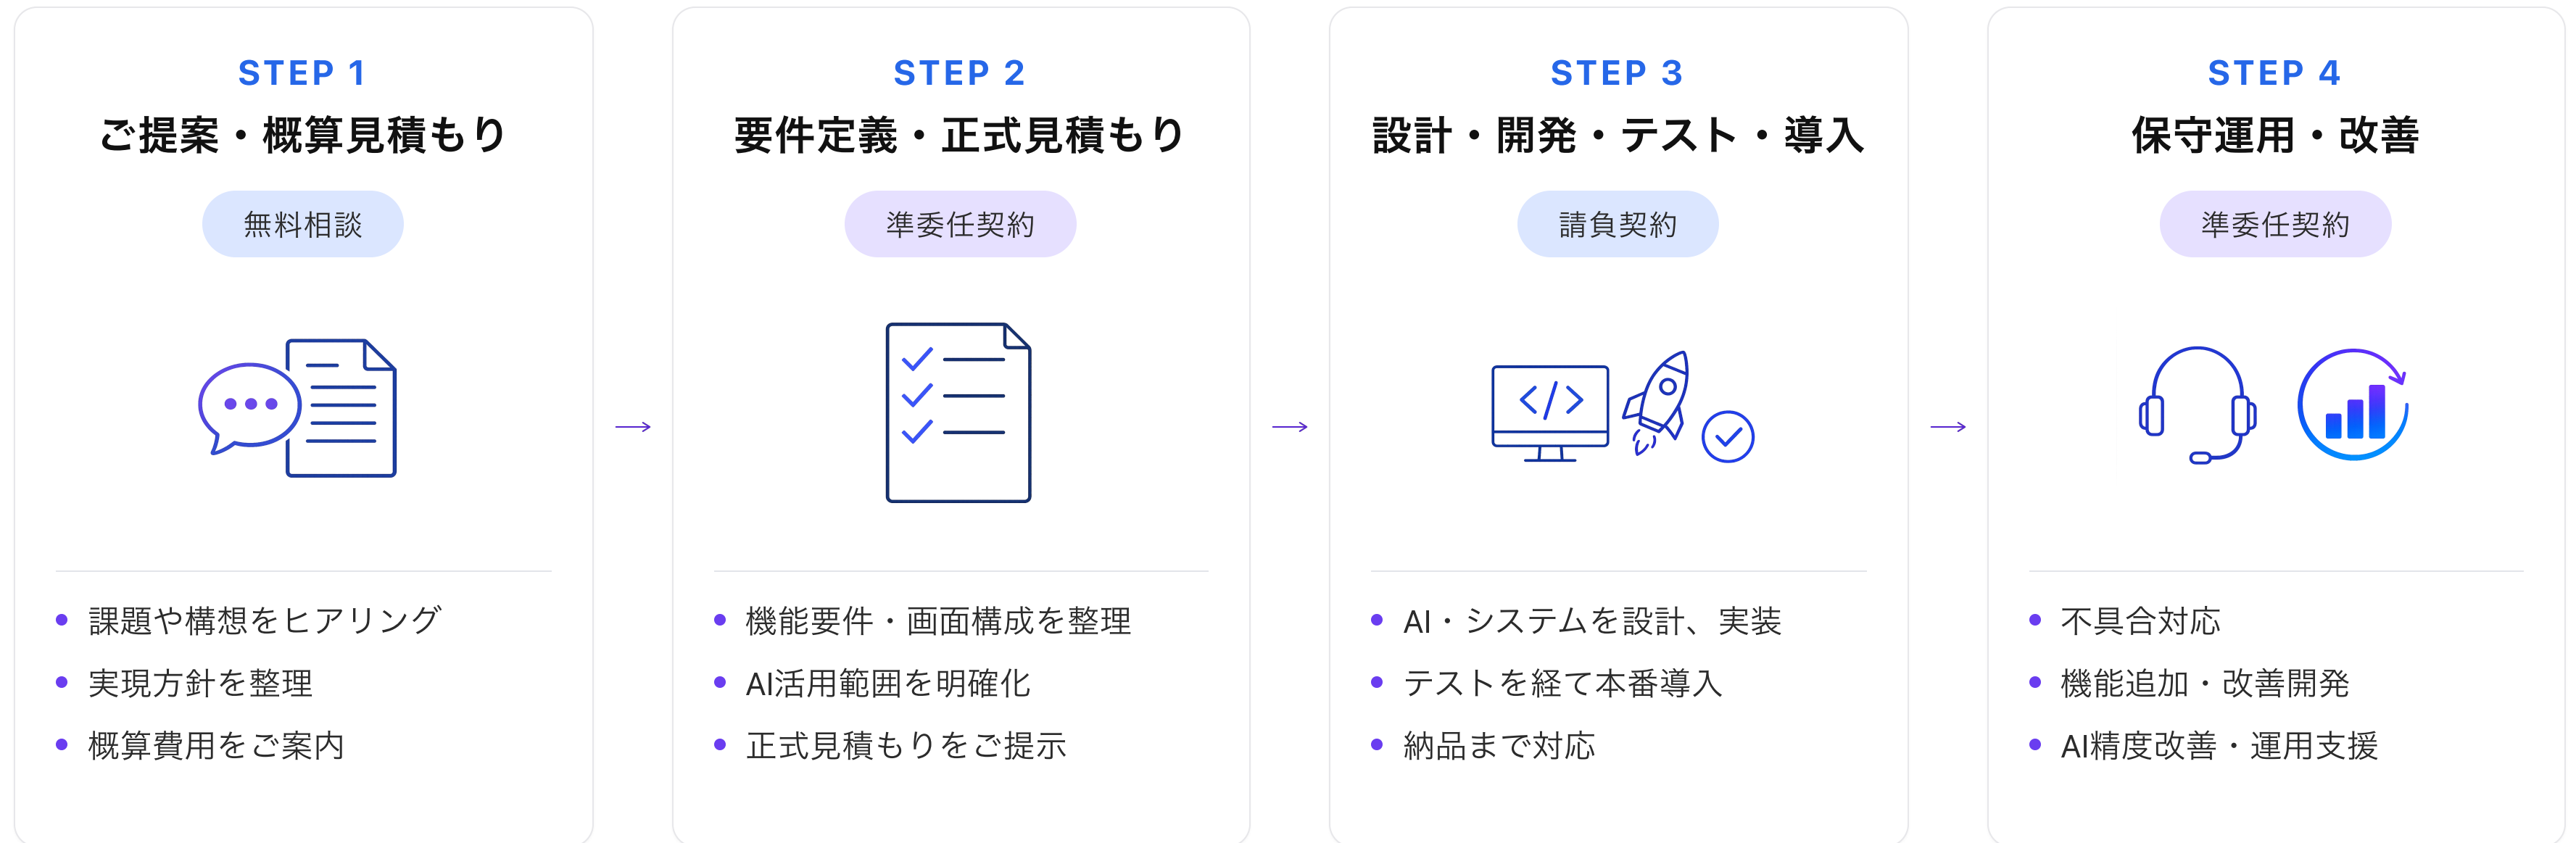 STEP 1
ご提案・概算見積もり
無料相談
課題や構想をヒアリング
実現方針を整理
概算費用をご案内
STEP 2
要件定義・正式見積もり
準委任契約
機能要件・画面構成を整理
AI活用範囲を明確化
正式見積もりをご提示
STEP 3
設計・開発・テスト・導入
請負契約
AI・システムを設計、実装
テストを経て本番導入
納品まで対応
STEP 4
保守運用・改善
準委任契約
不具合対応
機能追加・改善開発
AI精度改善・運用支援